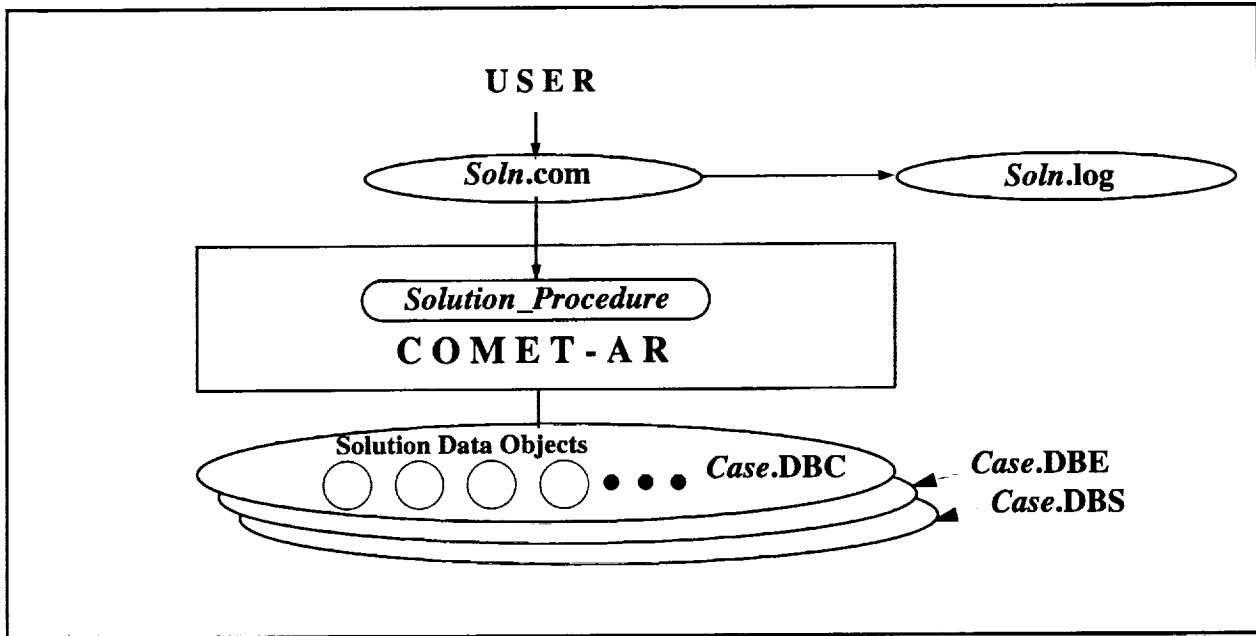 USER
Soln.com
Soln.log
Solution_Procedure
COMET-AR
Solution Data Objects
Case.DBC
Case.DBE
Case.DBS